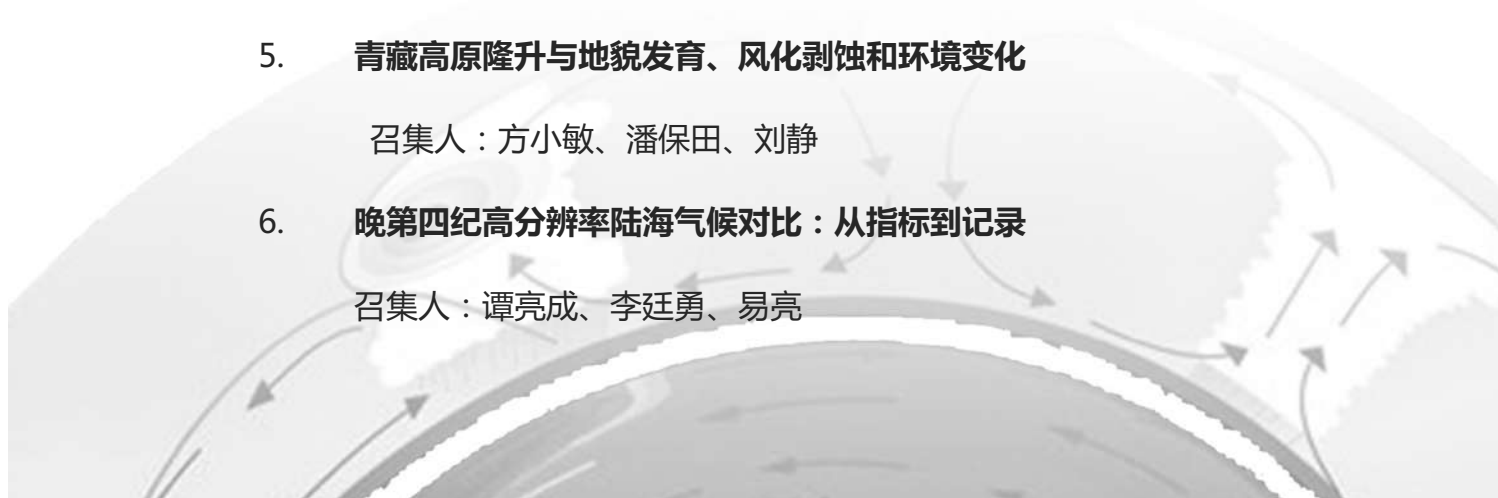 5. 青藏高原隆升与地貌发育、风化剥蚀和环境变化
召集人：方小敏、潘保田、刘静
6. 晚第四纪高分辨率陆海气候对比：从指标到记录
召集人：谭亮成、李廷勇、易亮